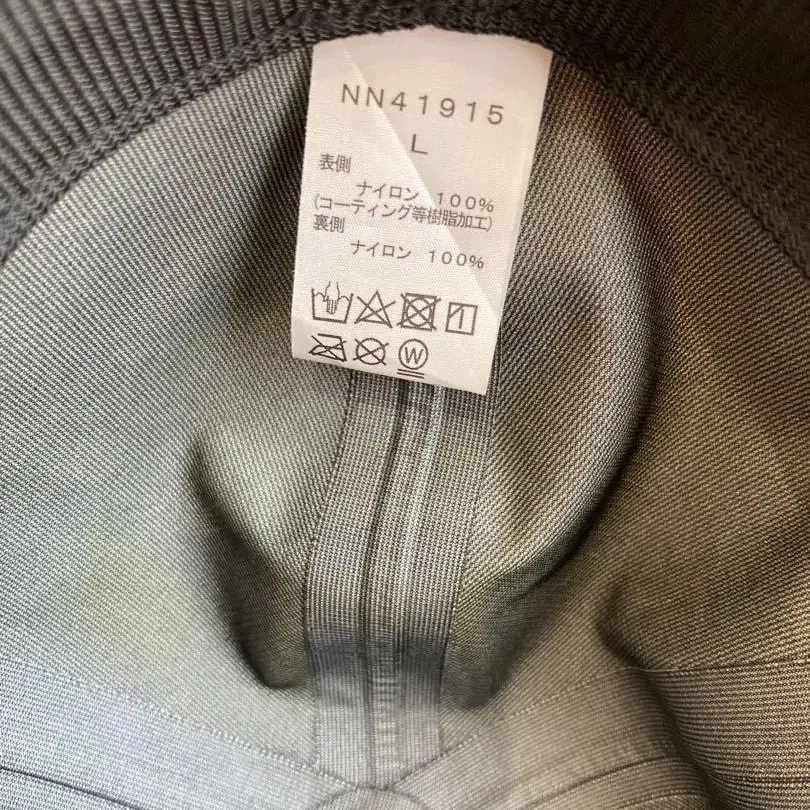 NN41915
L
表側
ナイロン 100%
(コーティング等樹脂加工)
裏側
ナイロン 100%
W